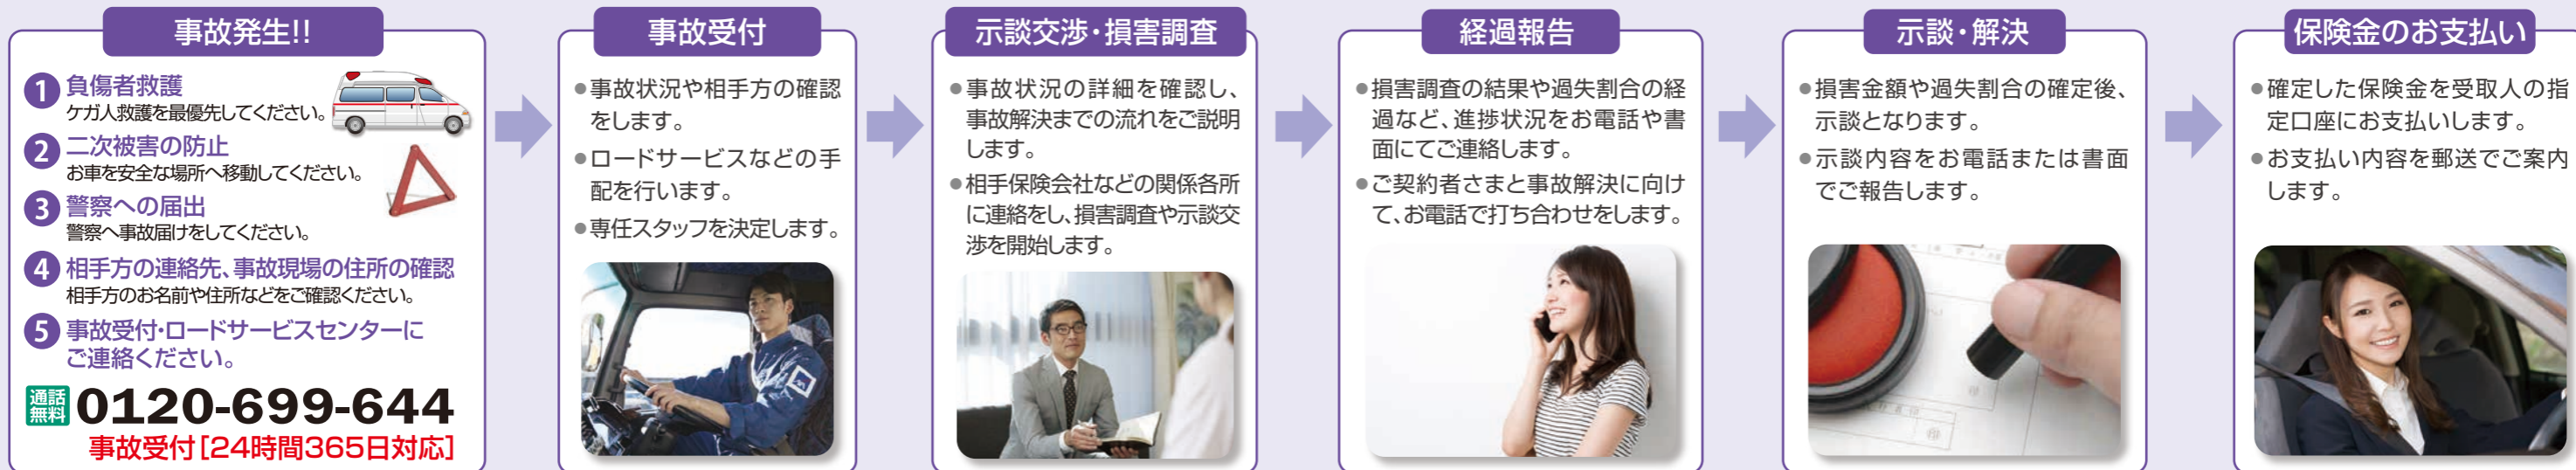 事故発生!!
1 負傷者救護
ケガ人救護を最優先してください。
2 二次被害の防止
お車を安全な場所へ移動してください。
3 警察への届出
警察へ事故届けをしてください。
4 相手方の連絡先、事故現場の住所の確認
相手方のお名前や住所などをご確認ください。
5 事故受付・ロードサービスセンターに
ご連絡ください。
通話
無料
0120-699-644
事故受付[24時間365日対応]
事故受付
●事故状況や相手方の確認
をします。
●ロードサービスなどの手
配を行います。
●専任スタッフを決定します。
示談交渉・損害調査
●事故状況の詳細を確認し、
事故解決までの流れをご説明
します。
●相手保険会社などの関係各所
に連絡をし、損害調査や示談交
渉を開始します。
経過報告
●損害調査の結果や過失割合の経
過など、進捗状況をお電話や書
面にてご連絡します。
●ご契約者さまと事故解決に向け
て、お電話で打ち合わせをします。
示談・解決
●損害金額や過失割合の確定後、
示談となります。
●示談内容をお電話または書面
でご報告します。
保険金のお支払い
●確定した保険金を受取人の指
定口座にお支払いします。
●お支払い内容を郵送でご案内
します。